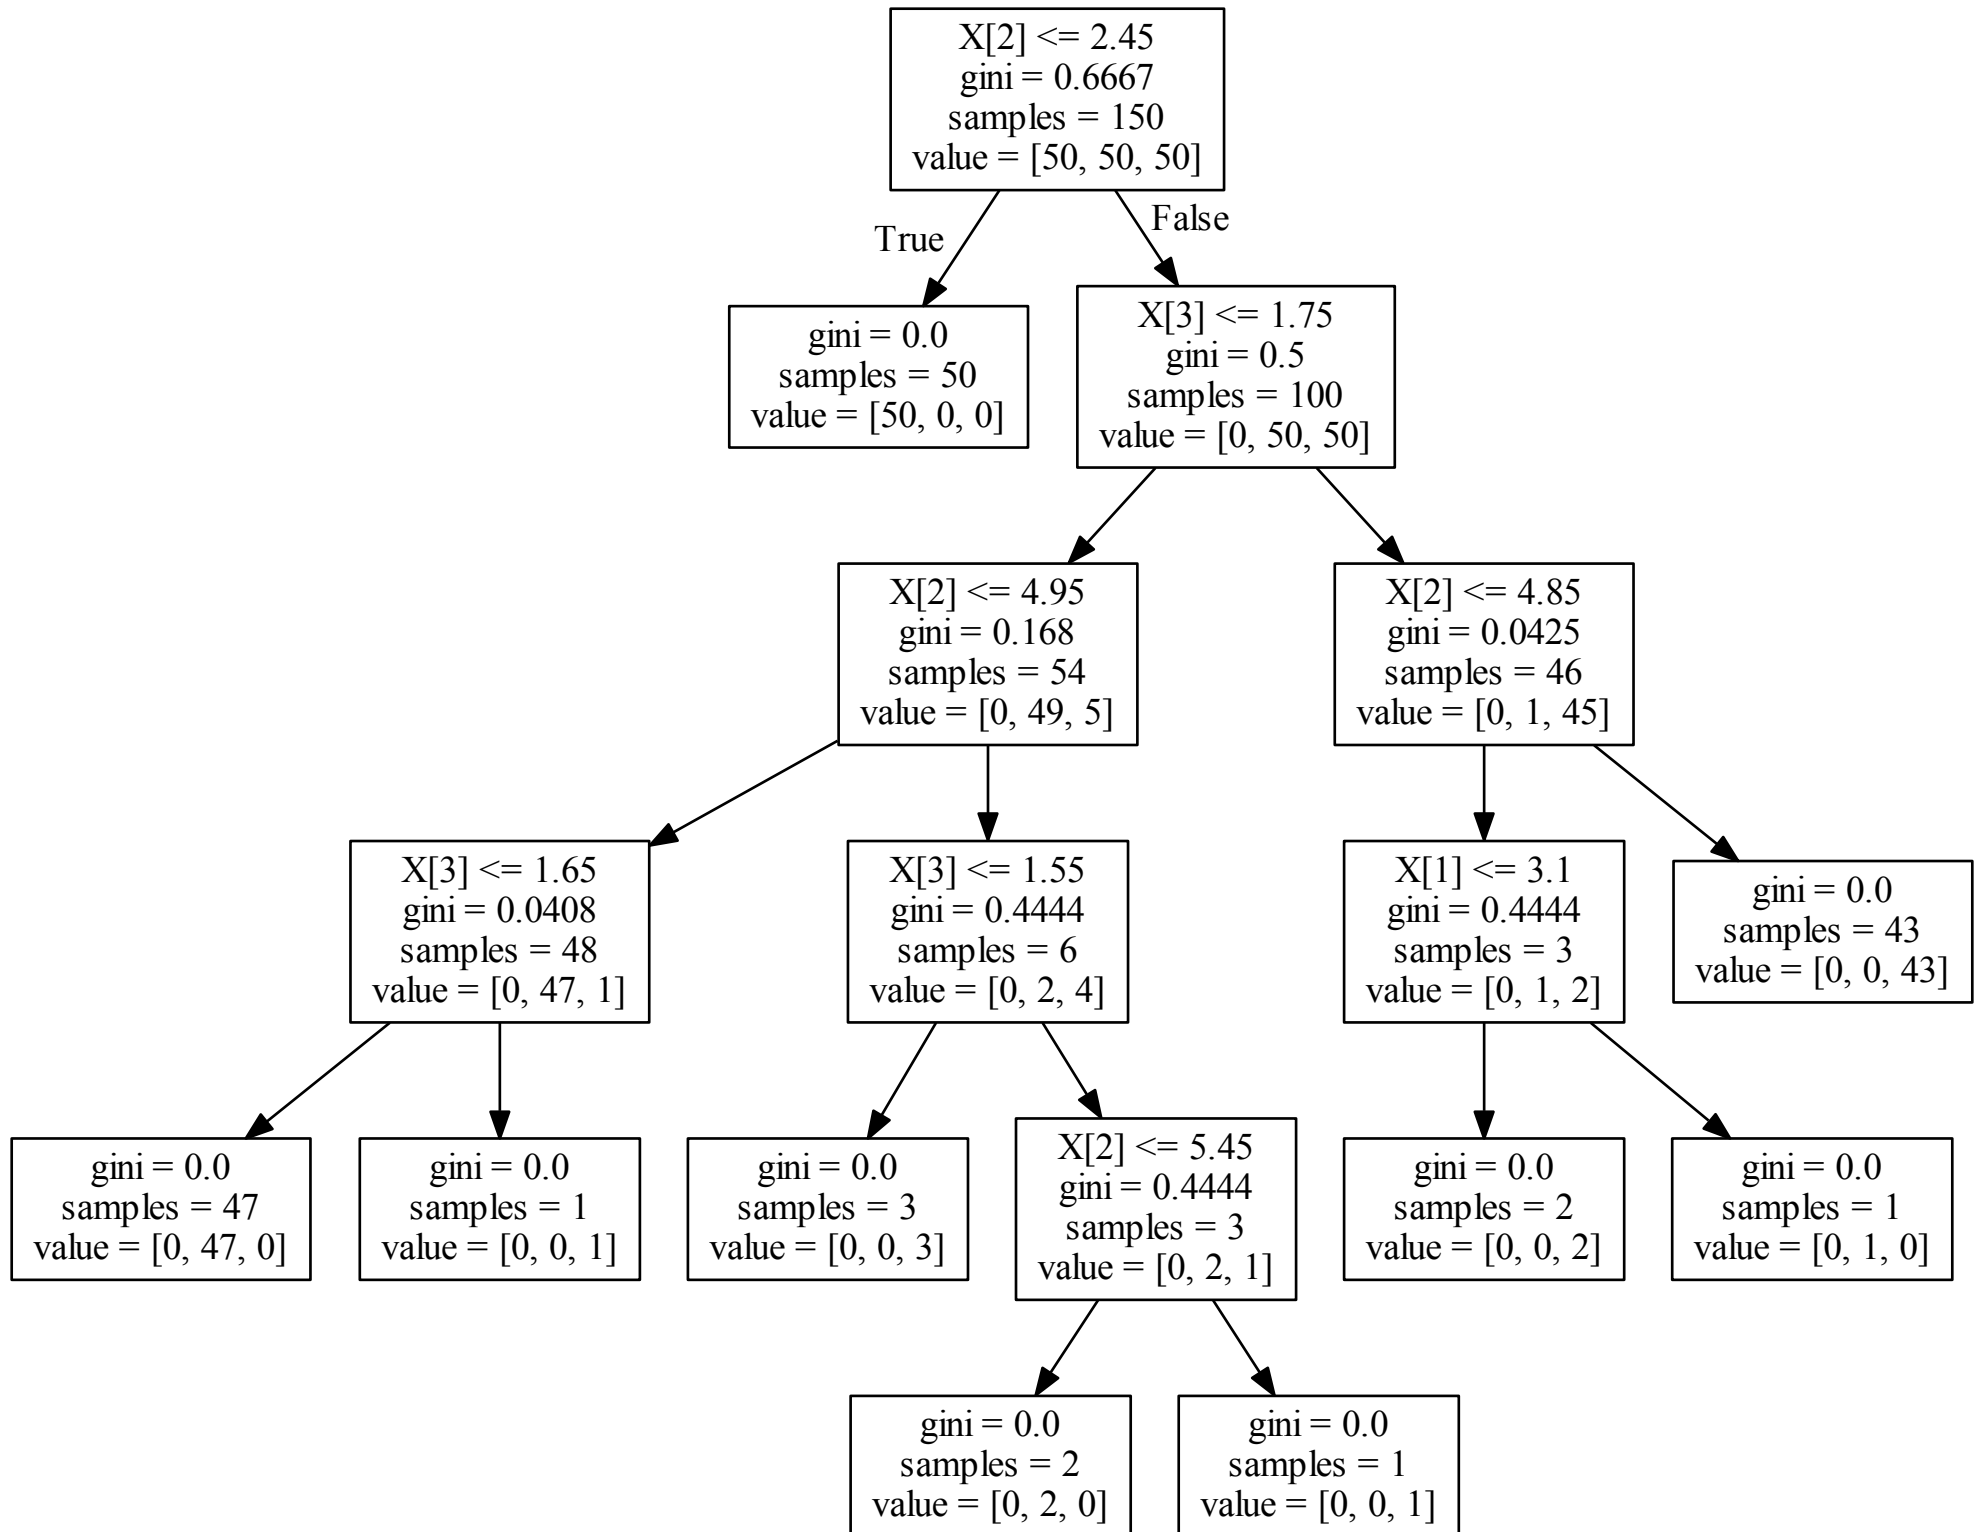 X[2] <= 2.45
gini = 0.6667
samples = 150
value = [50, 50, 50]
True
False
gini = 0.0
samples = 50
value = [50, 0, 0]
X[3] <= 1.75
gini = 0.5
samples = 100
value = [0, 50, 50]
X[2] <= 4.95
gini = 0.168
samples = 54
value = [0, 49, 5]
X[2] <= 4.85
gini = 0.0425
samples = 46
value = [0, 1, 45]
X[3] <= 1.65
gini = 0.0408
samples = 48
value = [0, 47, 1]
X[3] <= 1.55
gini = 0.4444
samples = 6
value = [0, 2, 4]
X[1] <= 3.1
gini = 0.4444
samples = 3
value = [0, 1, 2]
gini = 0.0
samples = 43
value = [0, 0, 43]
gini = 0.0
samples = 47
value = [0, 47, 0]
gini = 0.0
samples = 1
value = [0, 0, 1]
gini = 0.0
samples = 3
value = [0, 0, 3]
X[2] <= 5.45
gini = 0.4444
samples = 3
value = [0, 2, 1]
gini = 0.0
samples = 2
value = [0, 0, 2]
gini = 0.0
samples = 1
value = [0, 1, 0]
gini = 0.0
samples = 2
value = [0, 2, 0]
gini = 0.0
samples = 1
value = [0, 0, 1]